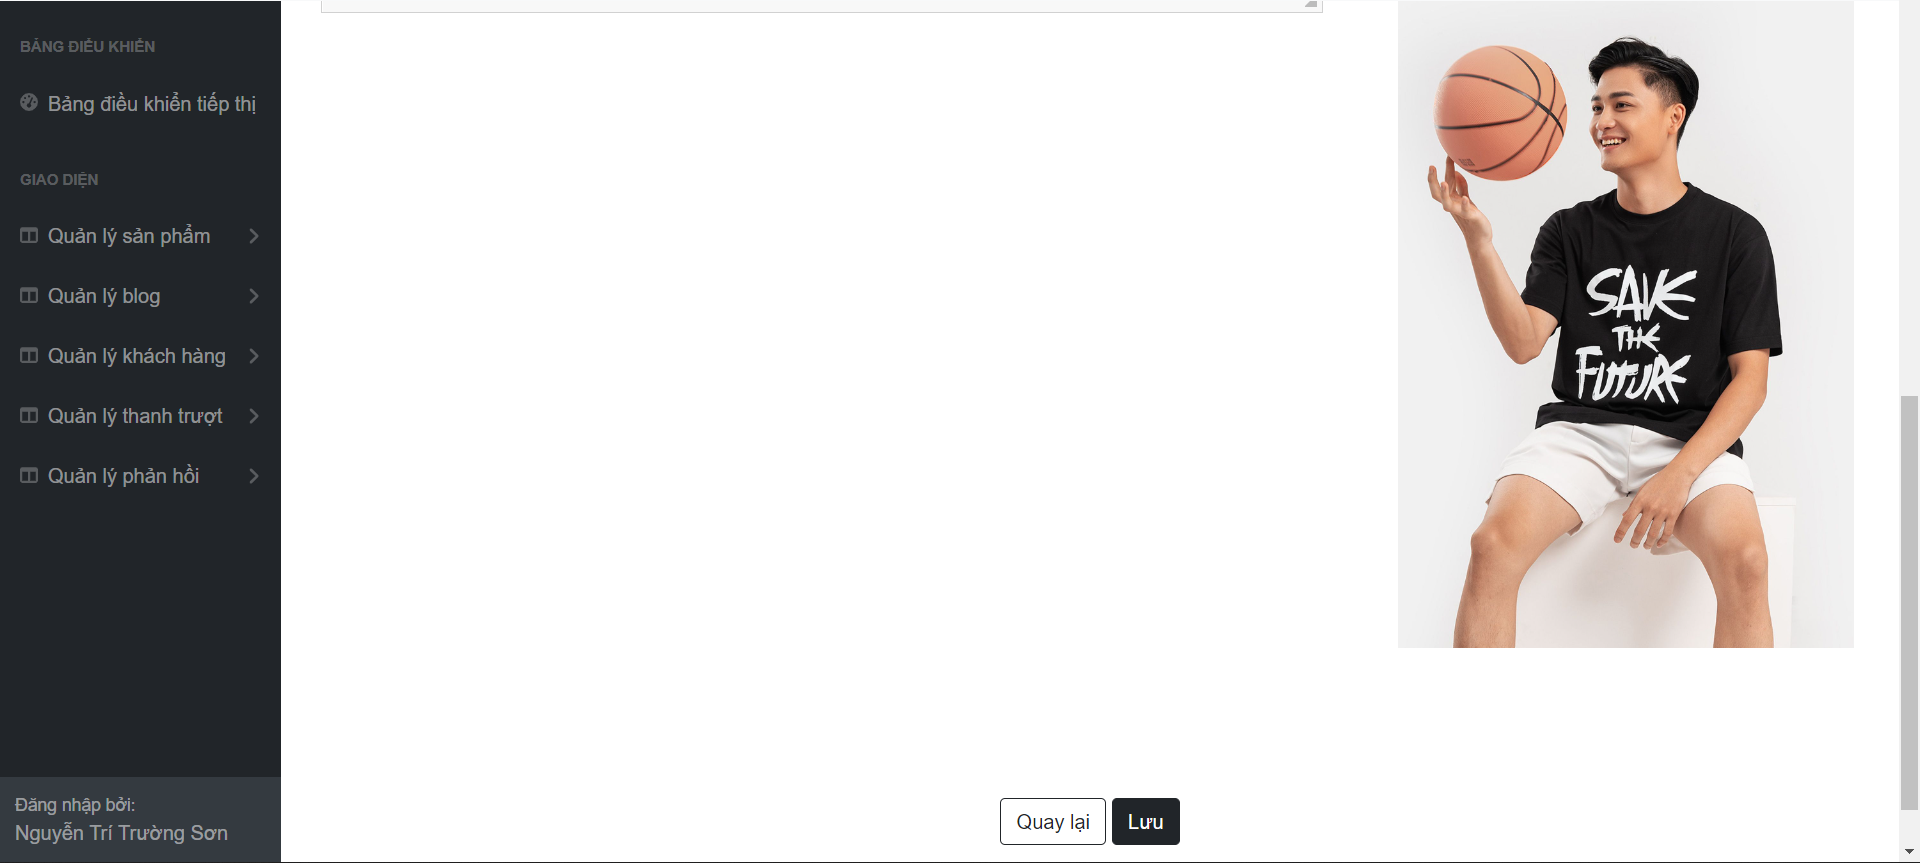 BẢNG ĐIỀU KHIỂN
Bảng điều khiển tiếp thị
GIAO DIỆN
Quản lý sản phẩm
Quản lý blog
Quản lý khách hàng
Quản lý thanh trượt
Quản lý phản hồi
Đăng nhập bởi:
Nguyễn Trí Trường Sơn
SAVE
THE
FUTURE
Quay lại
Lưu